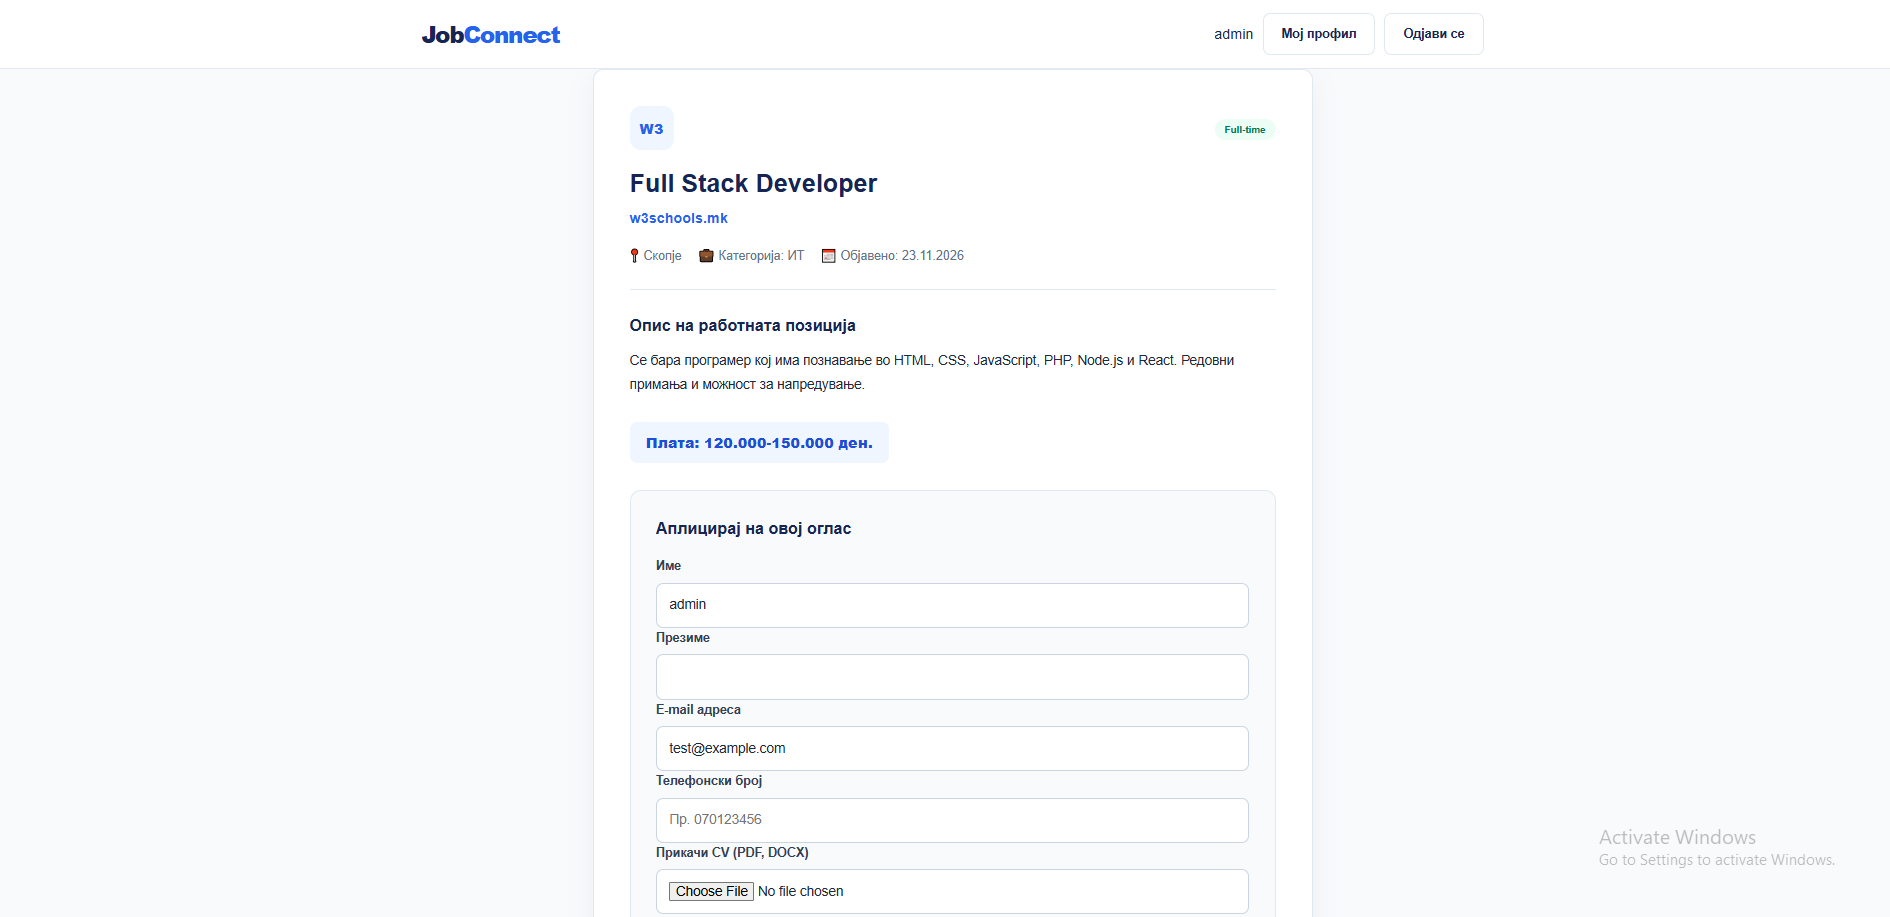 JobConnect
admin
Мој профил
Одјави се
W3
Full-time
Full Stack Developer
w3schools.mk
Скопје
Категорија: ИТ
Објавено: 23.11.2026
Опис на работната позиција
Се бара програмер кој има познавање во HTML, CSS, JavaScript, PHP, Node.js и React. Редовни
примања и можност за напредување.
Плата: 120.000-150.000 ден.
Аплицирај на овој оглас
Име
admin
Презиме
E-mail адреса
test@example.com
Телефонски број
Пр. 070123456
Прикачи CV (PDF, DOCX)
Choose File No file chosen
Activate Windows
Go to Settings to activate Windows.